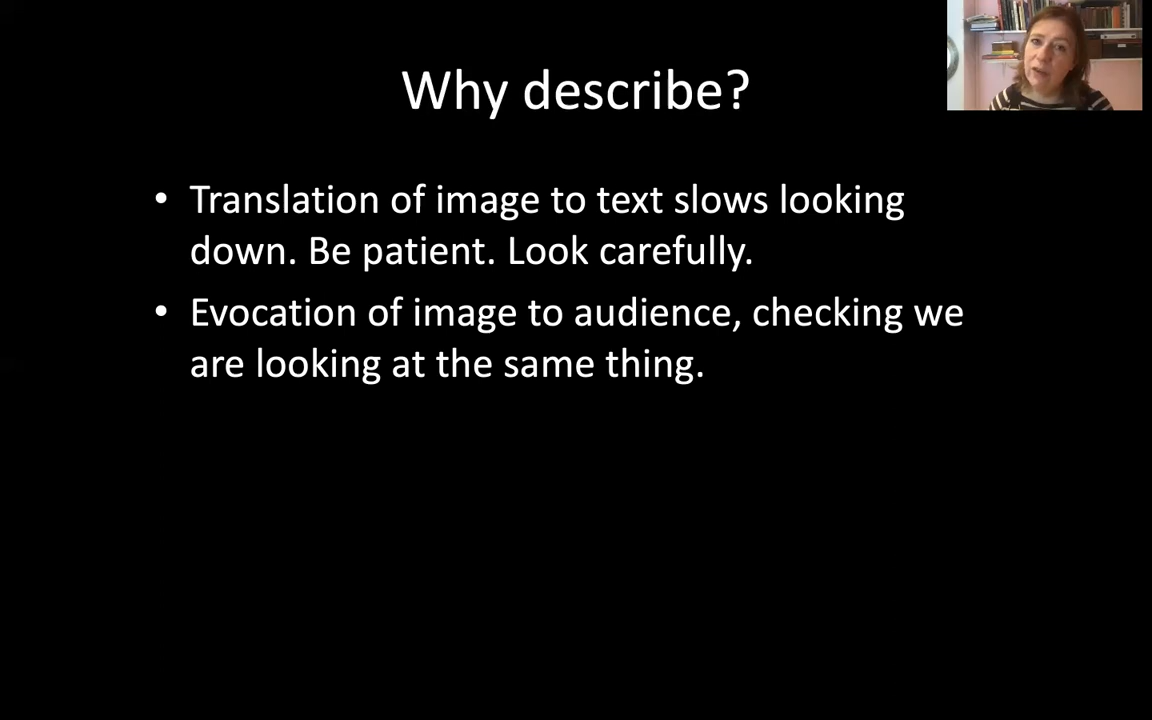 Why describe?
• Translation of image to text slows looking
down. Be patient. Look carefully.
• Evocation of image to audience, checking we
are looking at the same thing.